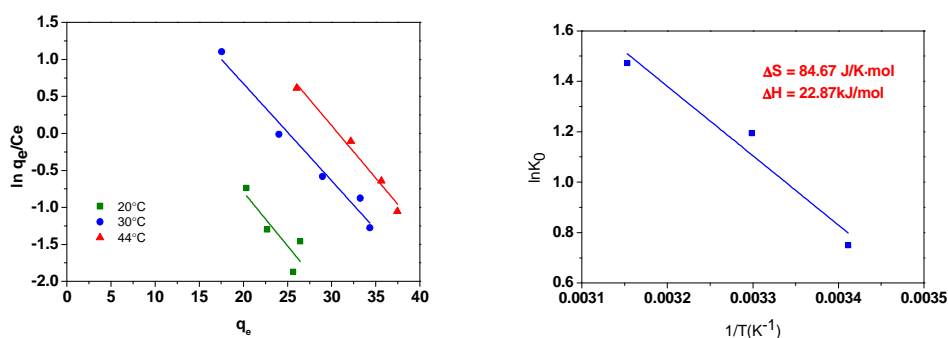 1.5
1.0
0.5
0.0
-0.5
-1.0
-1.5
-2.0
ln qe/Ce
20°C
30°C
44°C
0 5 10 15 20 25 30 35 40
qe
1.6
1.4
1.2
1.0
0.8
0.6
lnK0
ΔS = 84.67 J/K·mol
ΔH = 22.87kJ/mol
0.0031 0.0032 0.0033 0.0034 0.0035
1/T(K-1)